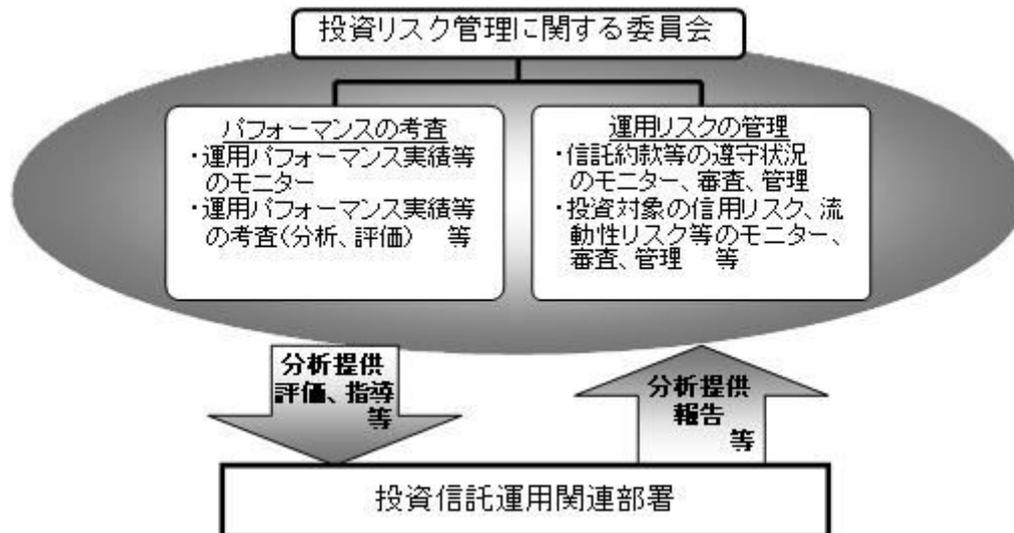 投資リスク管理に関する委員会
パフォーマンスの考査
・運用パフォーマンス実績等
のモニター
・運用パフォーマンス実績等
の考査(分析、評価) 等
運用リスクの管理
・信託約款等の遵守状況
のモニター、審査、管理
・投資対象の信用リスク、流
動性リスク等のモニター、
審査、管理 等
分析提供
評価、指導
等
分析提供
報告
等
投資信託運用関連部署